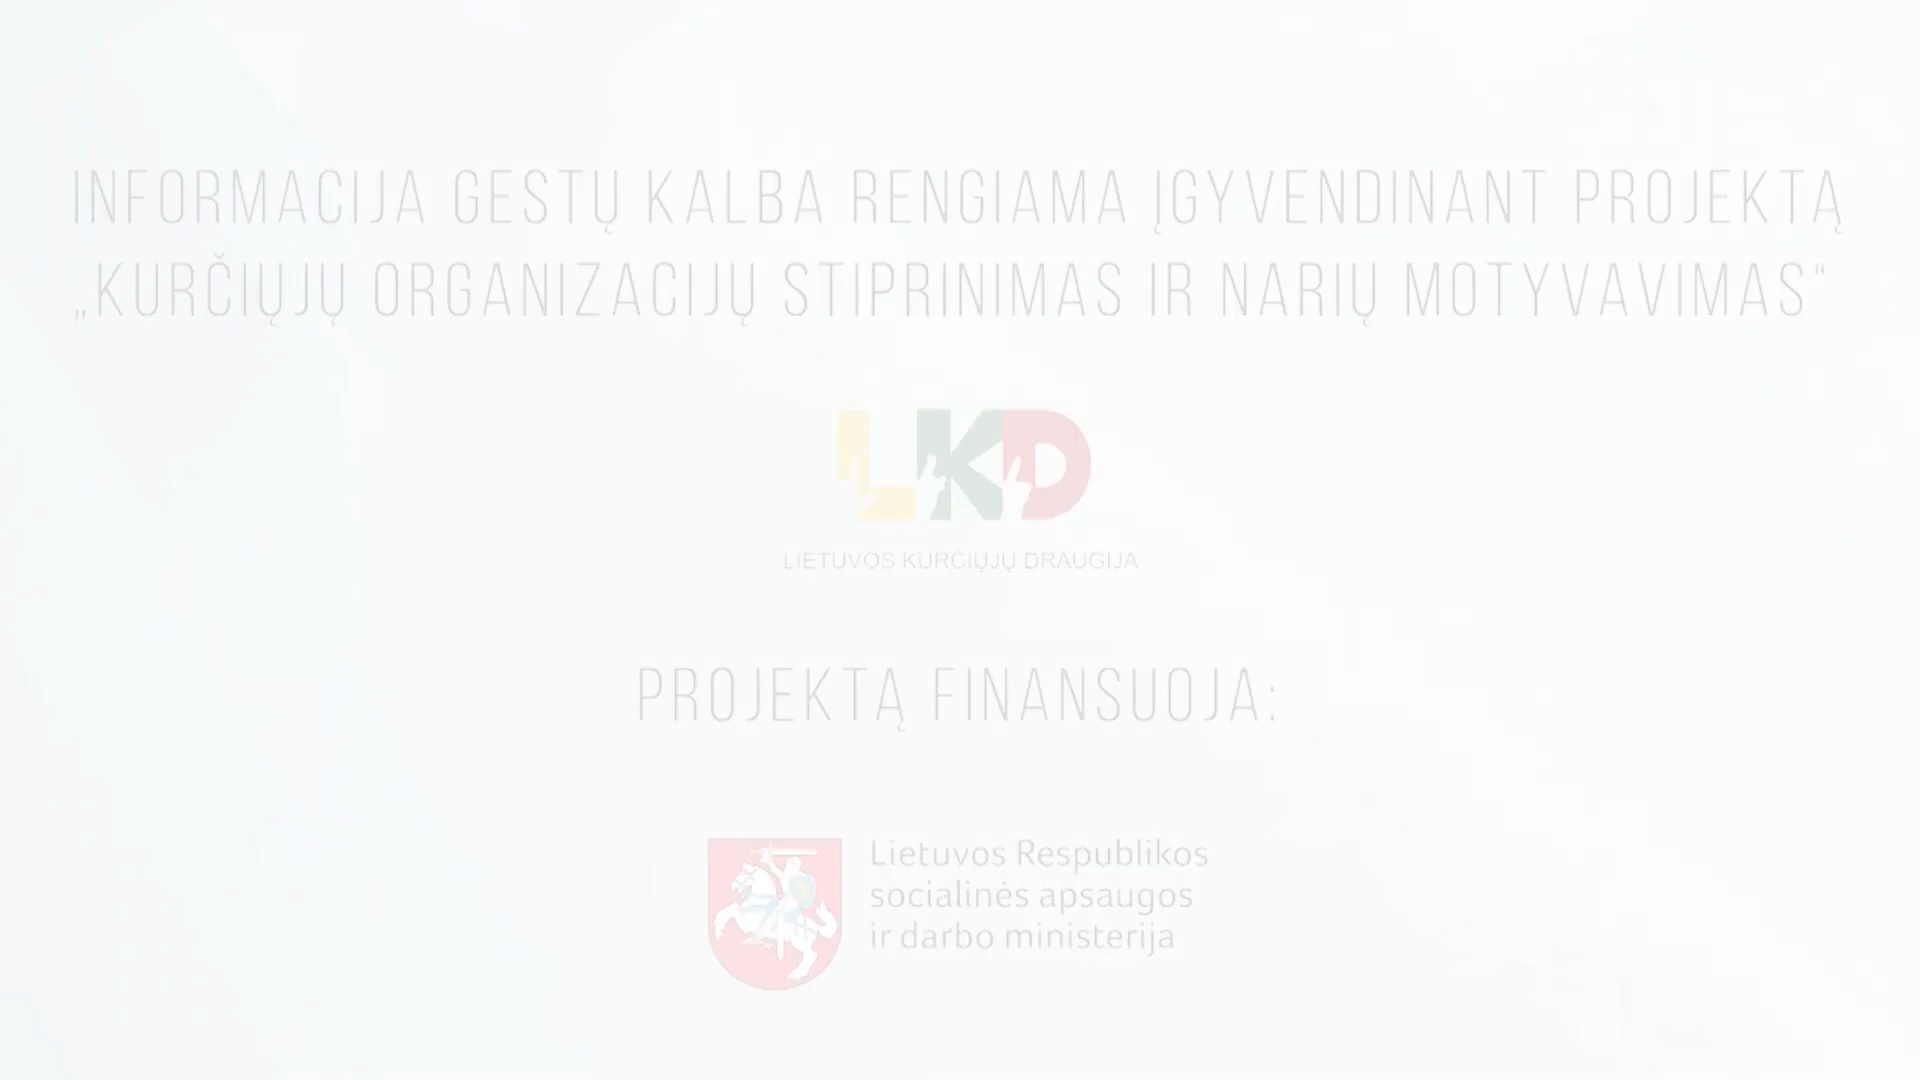 INFORMACIJA GESTŲ KALBA RENGIAMA ĮGYVENDINANT PROJEKTĄ
„KURČIŲJŲ ORGANIZACIJŲ STIPRINIMAS IR NARIŲ MOTYVAVIMAS“
LKD
LIETUVOS KURČIŲJŲ DRAUGIJA
PROJEKTĄ FINANSUOJA:
Lietuvos Respublikos
socialinės apsaugos
ir darbo ministerija